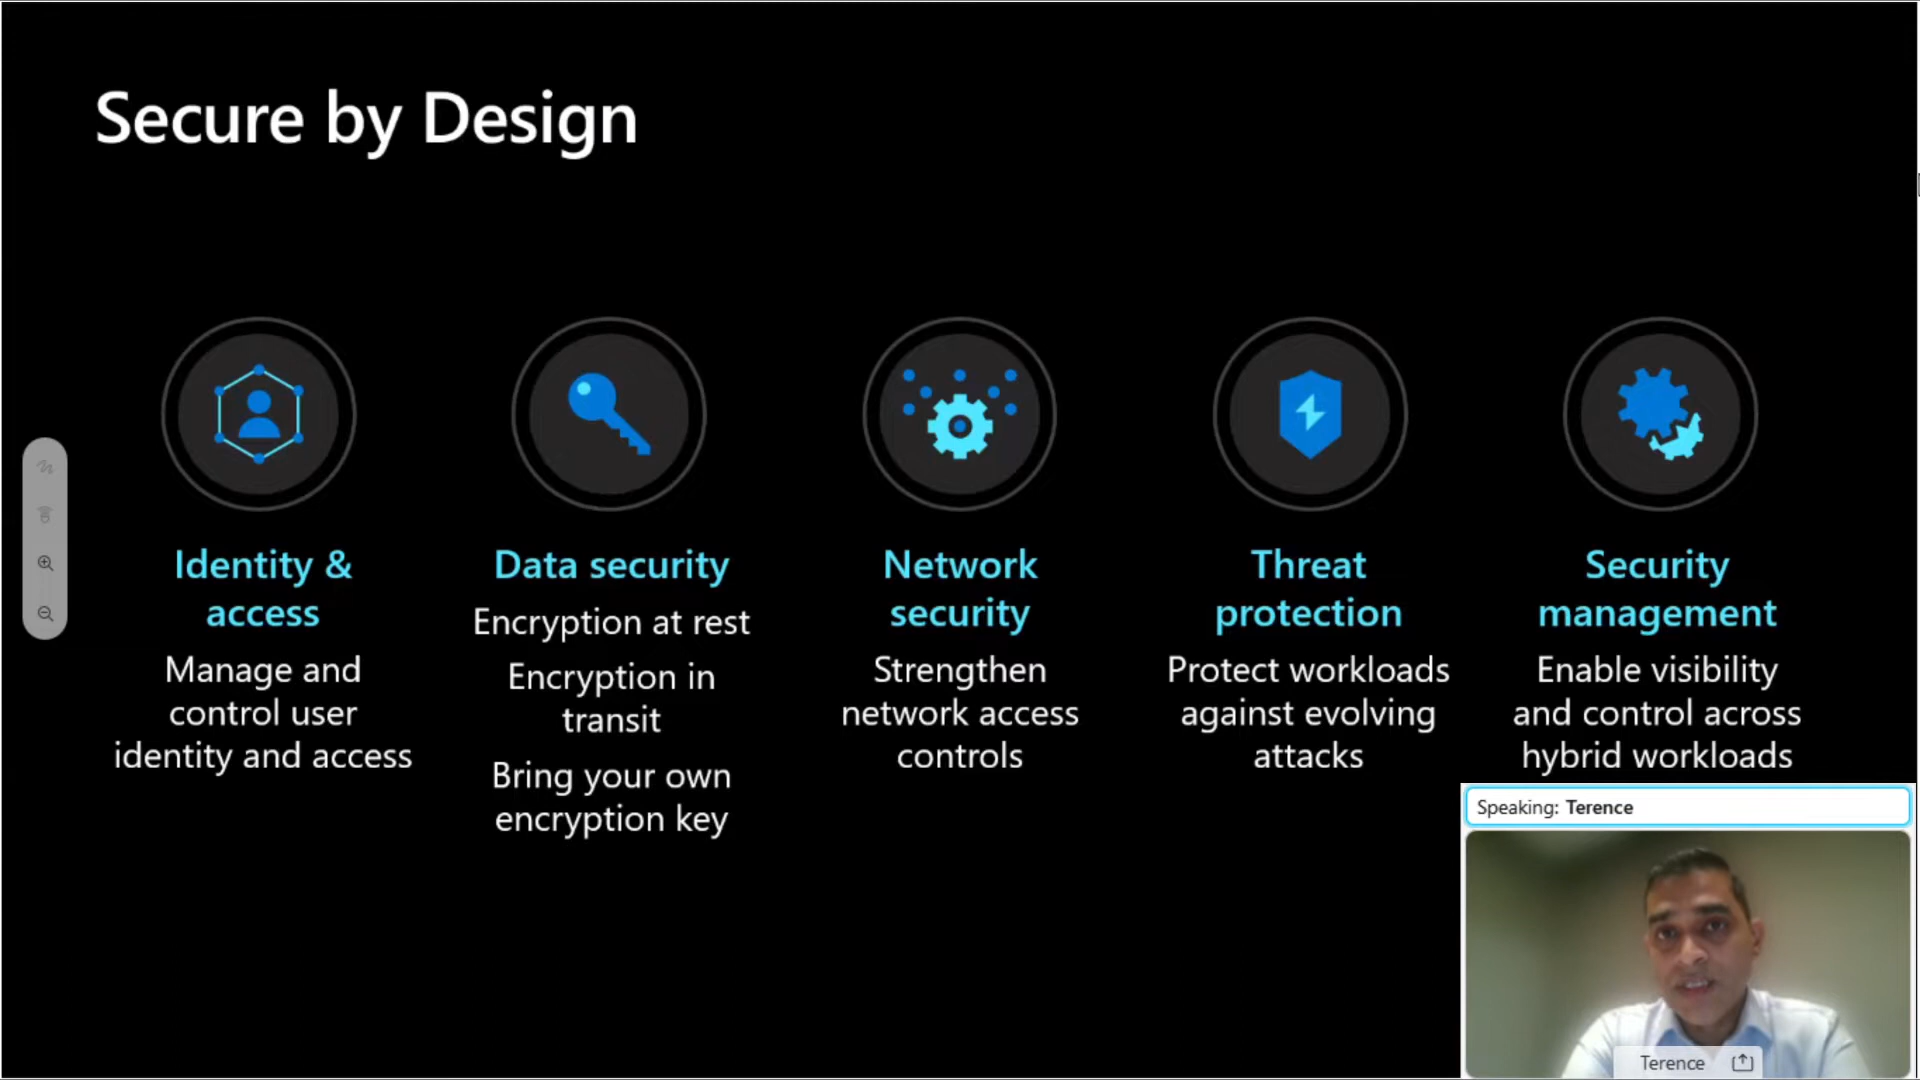 Secure by Design
Identity &
access
Manage and
control user
identity and access
Data security
Encryption at rest
Encryption in
transit
Bring your own
encryption key
Network
security
Strengthen
network access
controls
Threat
protection
Protect workloads
against evolving
attacks
Security
management
Enable visibility
and control across
hybrid workloads
Speaking: Terence
Terence